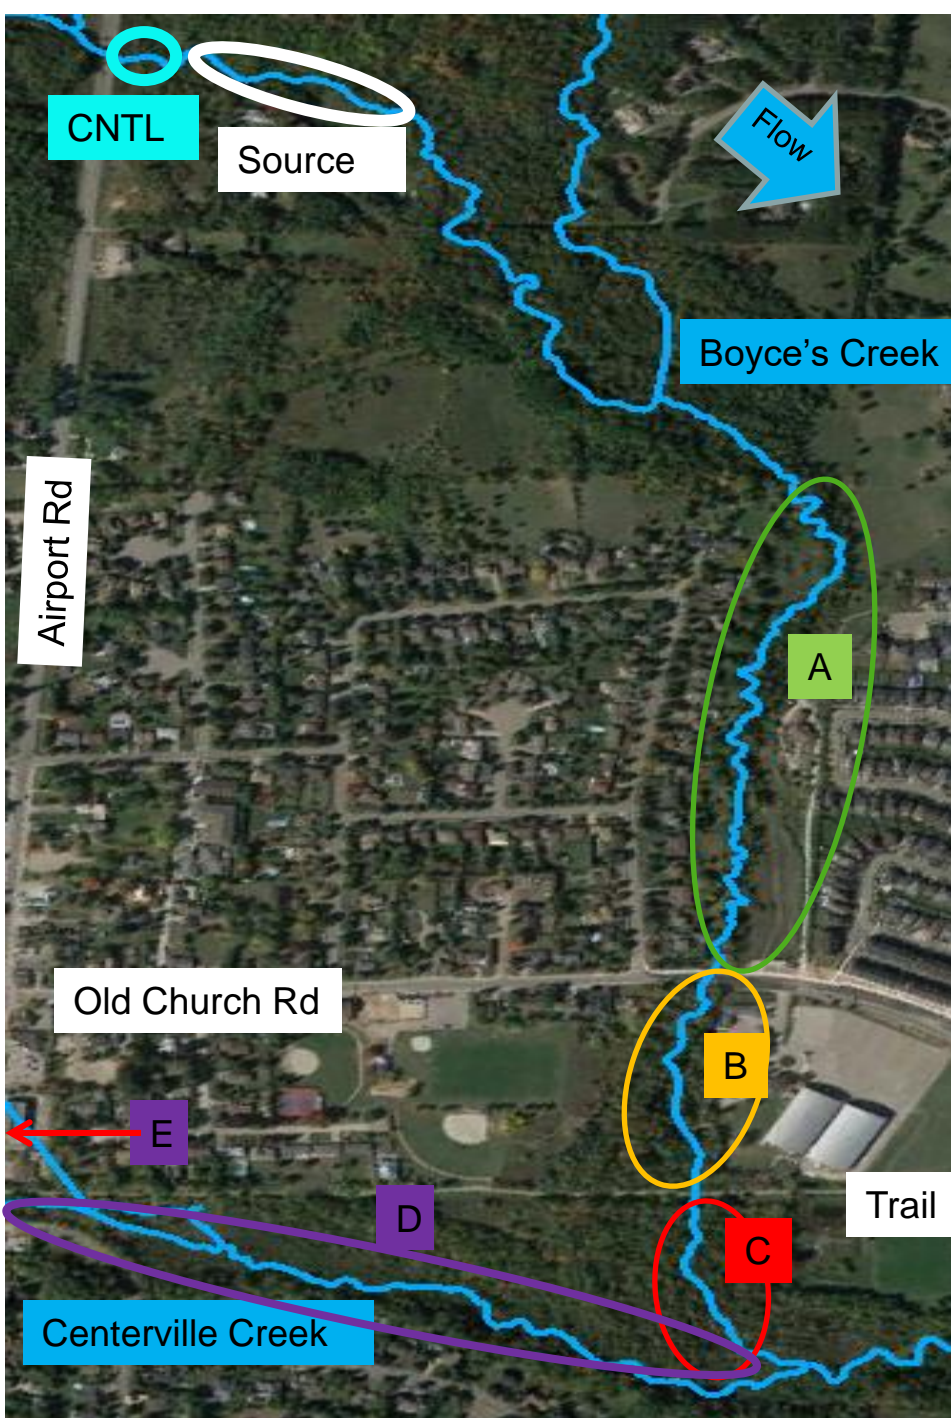 CNTL
Source
Flow
Boyce's Creek
Airport Rd
A
Old Church Rd
B
E
Trail
D
C
Centerville Creek